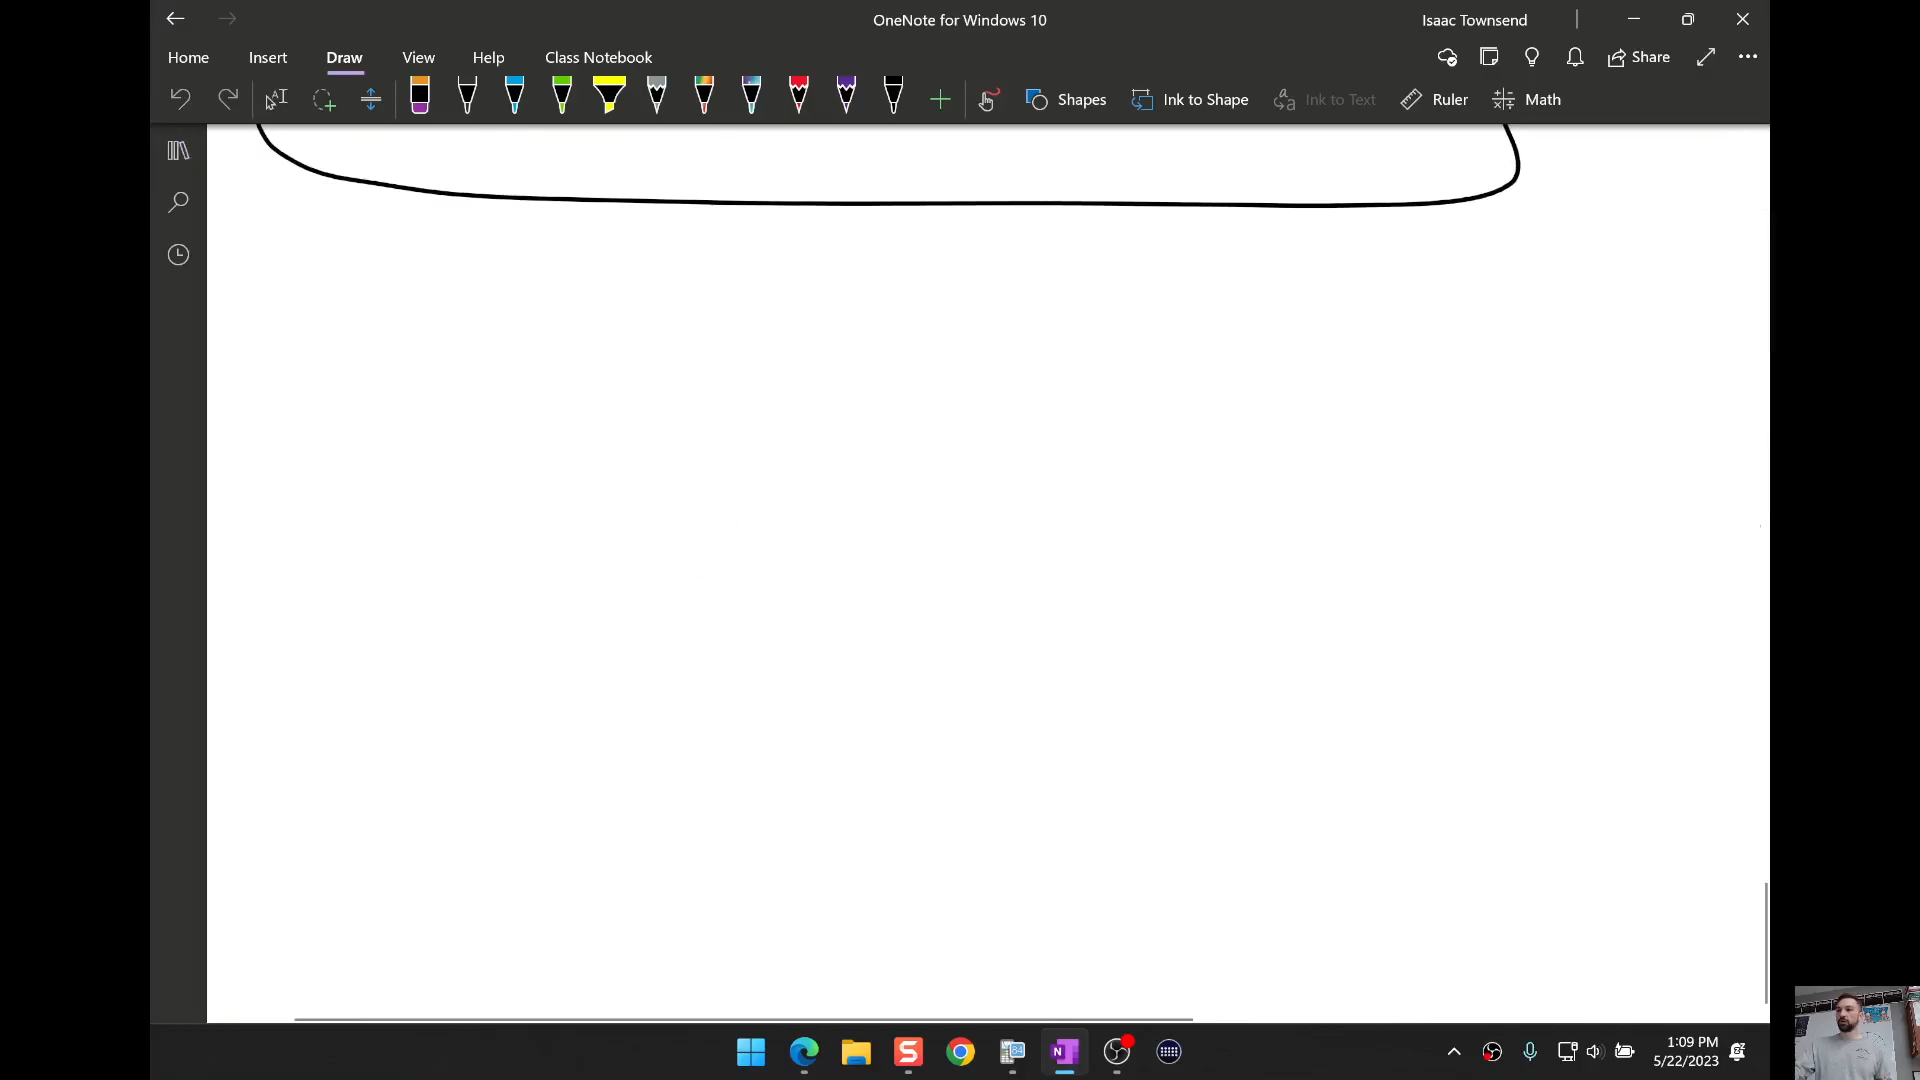 OneNote for Windows 10
Isaac Townsend
Home Insert Draw View Help Class Notebook
Share
Shapes Ink to Shape Ink to Text Ruler Math
84
N
S
1:09 PM
5/22/2023